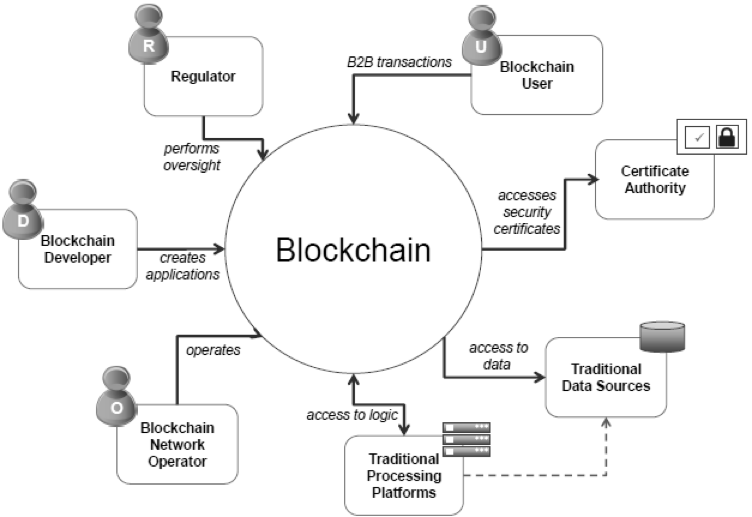 R
Regulator
performs
oversight
U
Blockchain
User
B2B transactions
Certificate
Authority
accesses
security
certificates
D
Blockchain
Developer
creates
applications
Blockchain
operates
O
Blockchain
Network
Operator
access to logic
Traditional
Processing
Platforms
access to
data
Traditional
Data Sources